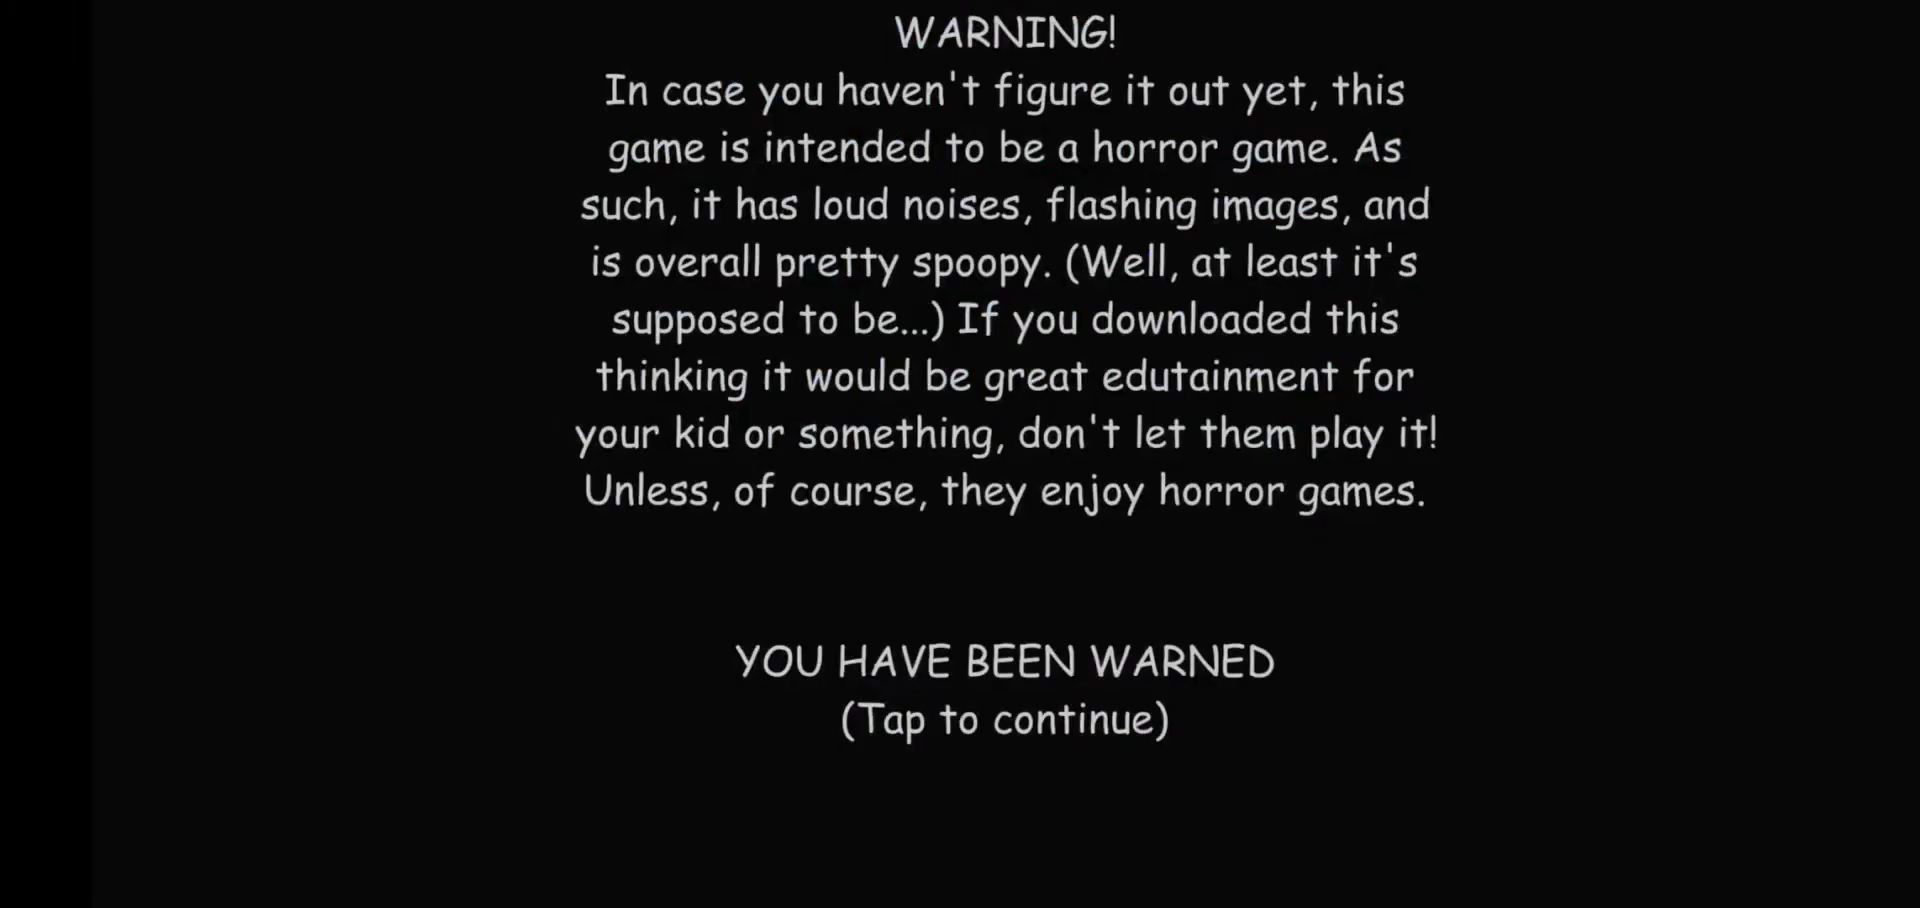 WARNING!
In case you haven't figure it out yet, this
game is intended to be a horror game. As
such, it has loud noises, flashing images, and
is overall pretty spoopy. (Well, at least it's
supposed to be...) If you downloaded this
thinking it would be great edutainment for
your kid or something, don't let them play it!
Unless, of course, they enjoy horror games.
YOU HAVE BEEN WARNED
(Tap to continue)